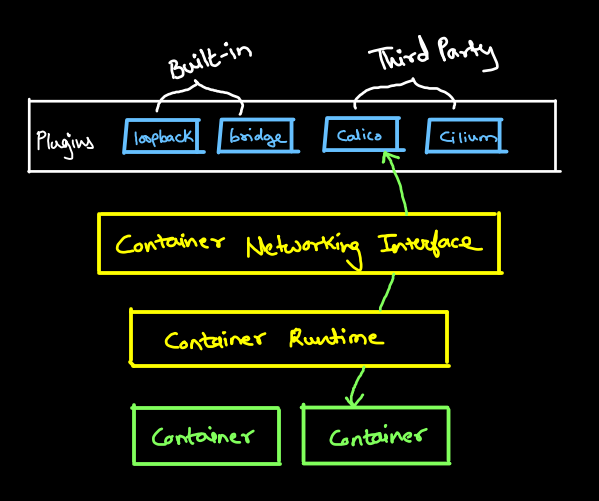 Built-in
Third Party
Plugins
loopback
bridge
Calico
Cilium
Container Networking Interface
Container Runtime
Container
Container